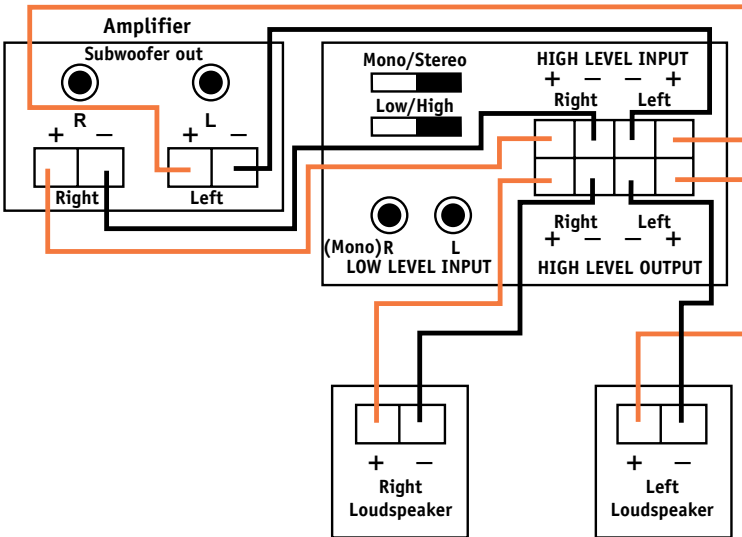 Amplifier
Subwoofer out
R L
+ − + −
Right Left
Mono/Stereo
Low/High
HIGH LEVEL INPUT
+ − − +
Right Left
Right Left
+ − − +
HIGH LEVEL OUTPUT
(Mono)R L
LOW LEVEL INPUT
+ −
Right
Loudspeaker
+ −
Left
Loudspeaker